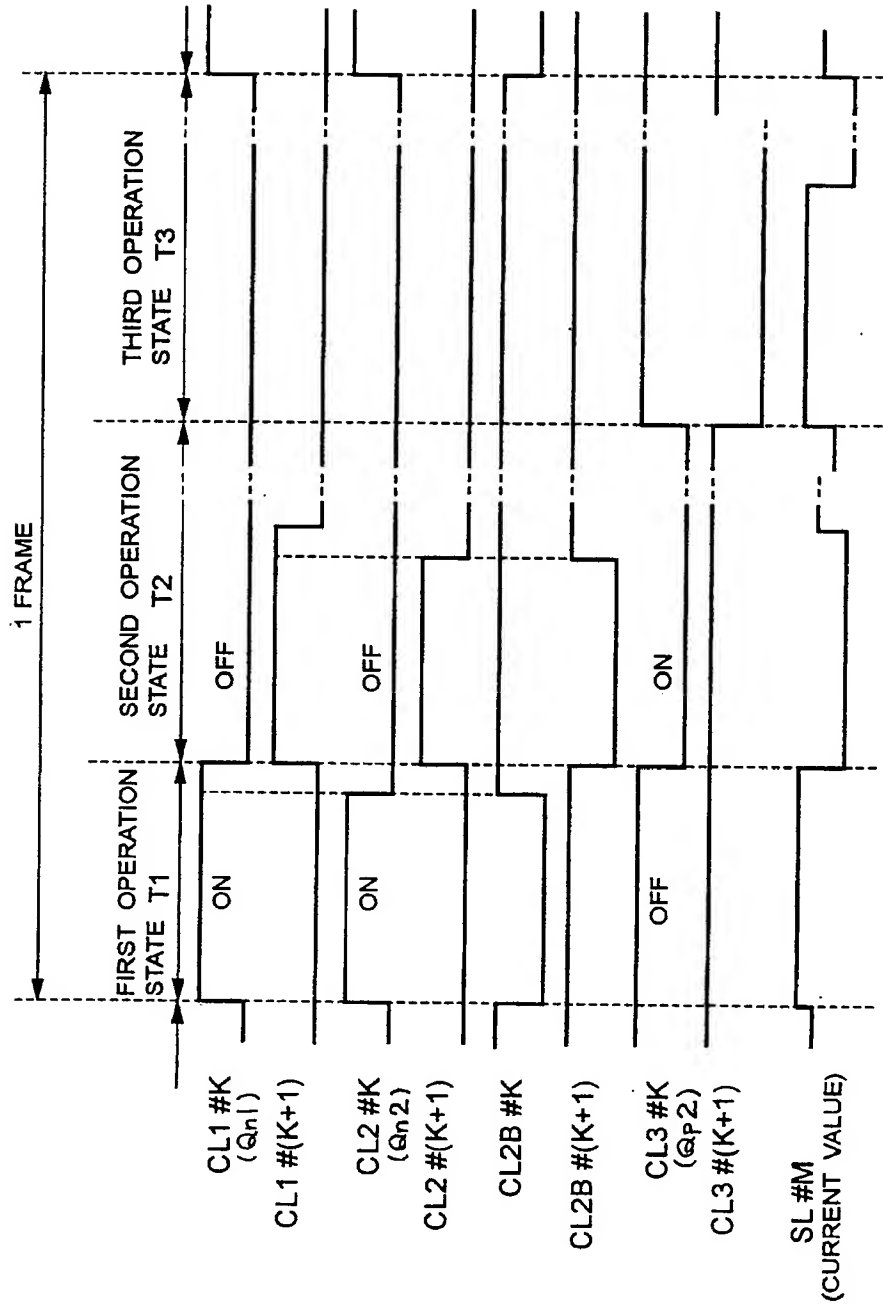 1 FRAME
FIRST OPERATION
STATE T1
SECOND OPERATION
STATE T2
THIRD OPERATION
STATE T3
CL1 #K
(Qn1)
ON
OFF
CL1 #(K+1)
CL2 #K
(Qn2)
ON
OFF
CL2 #(K+1)
CL2B #K
CL2B #(K+1)
CL3 #K
(Qp2)
OFF
ON
CL3 #(K+1)
SL #M
(CURRENT VALUE)